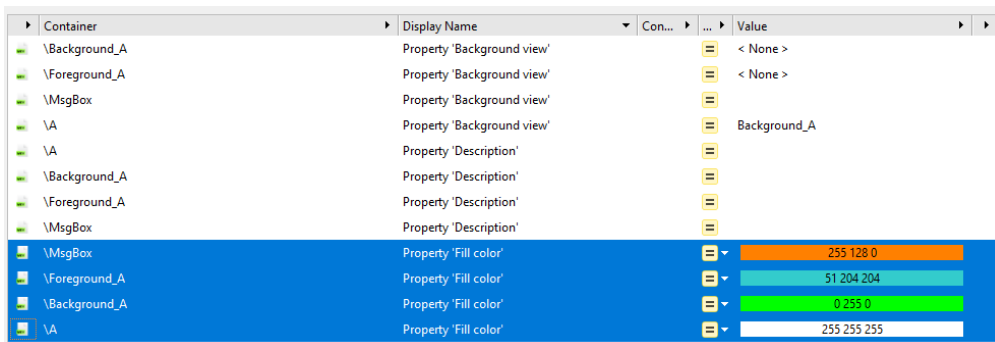 Container Display Name Con... ... Value
\Background_A Property 'Background view' = < None >
\Foreground_A Property 'Background view' = < None >
\MsgBox Property 'Background view' =
\A Property 'Background view' = Background_A
\A Property 'Description' =
\Background_A Property 'Description' =
\Foreground_A Property 'Description' =
\MsgBox Property 'Description' =
\MsgBox Property 'Fill color' = 255 128 0
\Foreground_A Property 'Fill color' = 51 204 204
\Background_A Property 'Fill color' = 0 255 0
\A Property 'Fill color' = 255 255 255